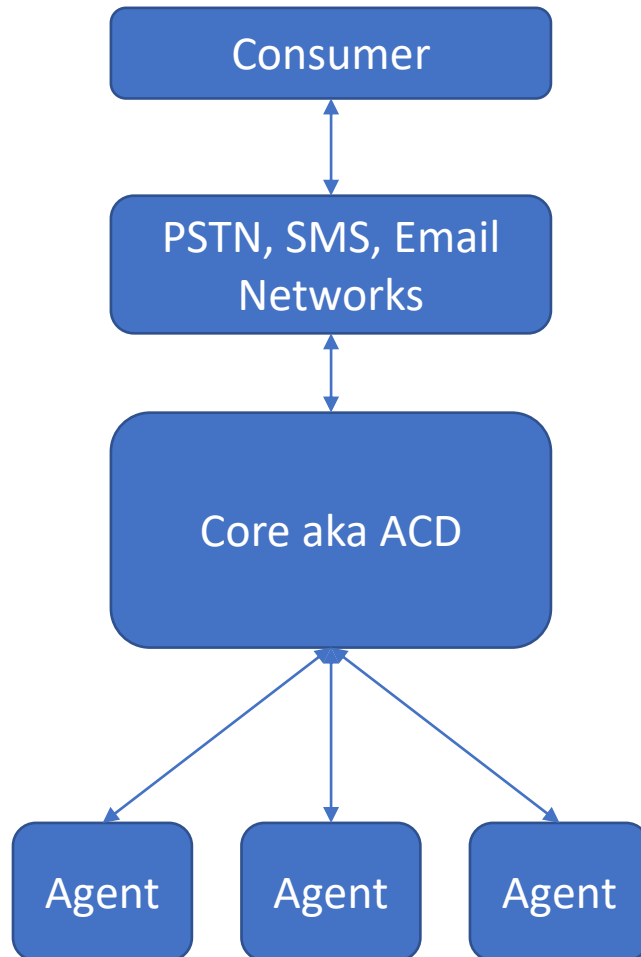 Consumer
PSTN, SMS, Email
Networks
Core aka ACD
Agent
Agent
Agent